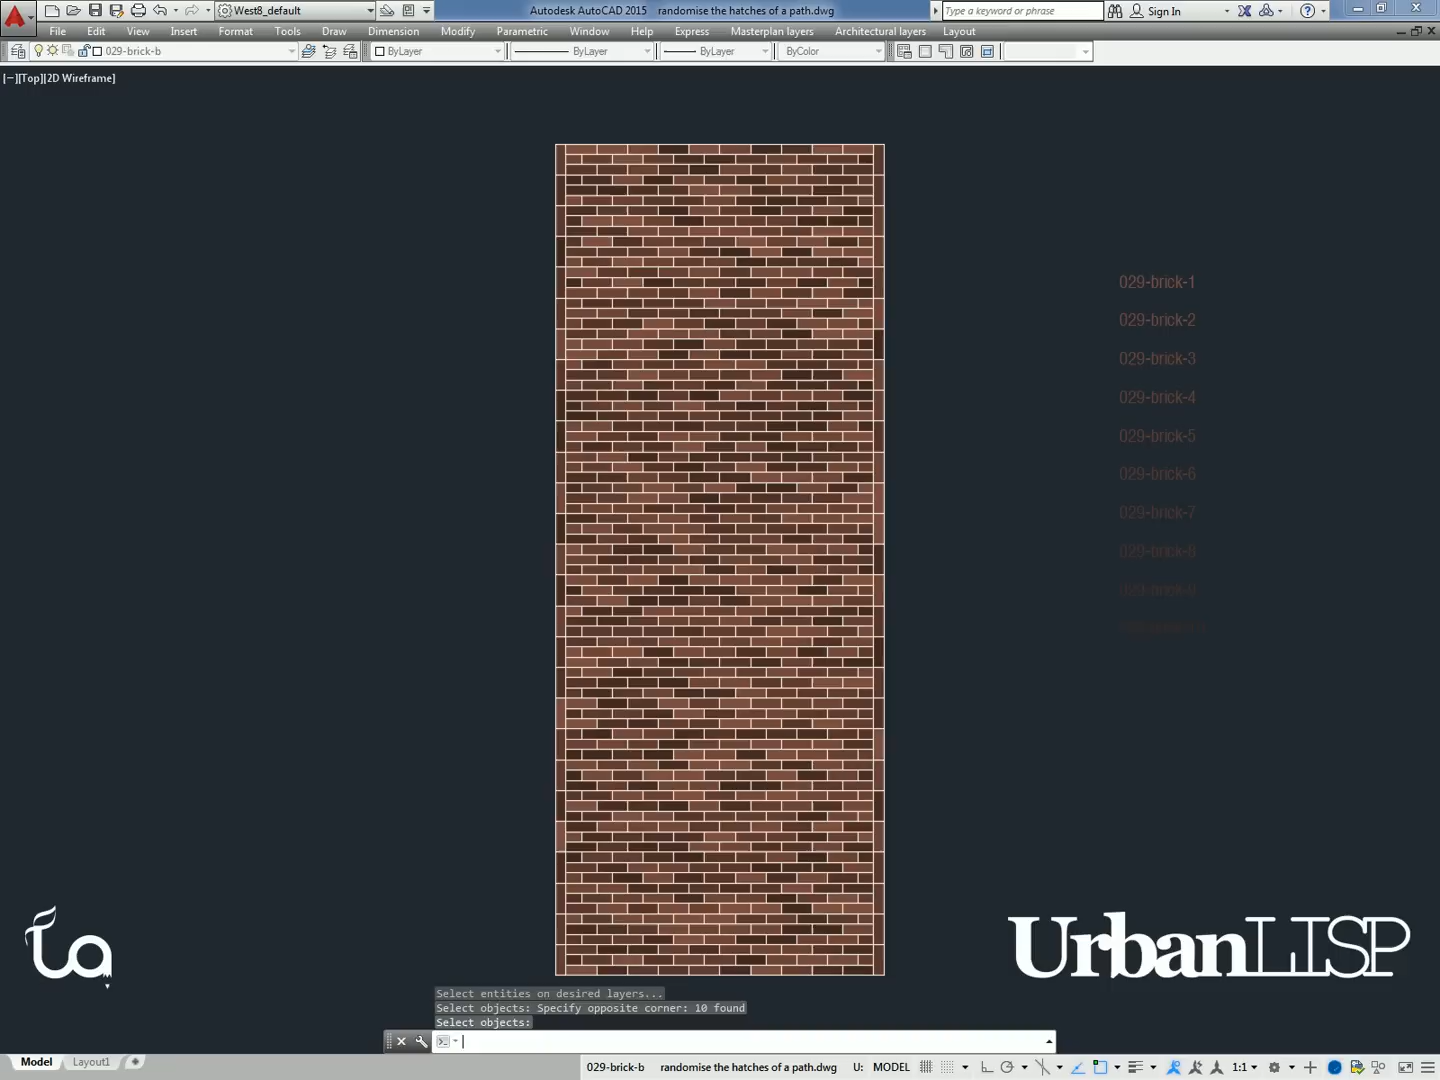 West8_default
Autodesk AutoCAD 2015 randomise the hatches of a path.dwg
Type a keyword or phrase
Sign In
File Edit View Insert Format Tools Draw Dimension Modify Parametric Window Help Express Masterplan layers Architectural layers Layout
029-brick-b
ByLayer
ByLayer
ByLayer
ByColor
[−][Top][2D Wireframe]
029-brick-1
029-brick-2
029-brick-3
029-brick-4
029-brick-5
029-brick-6
029-brick-7
029-brick-8
029-brick-9
UrbanLISP
Select entities on desired layers...
Select objects: Specify opposite corner: 10 found
Select objects:
Model Layout1
029-brick-b randomise the hatches of a path.dwg U: MODEL
1:1